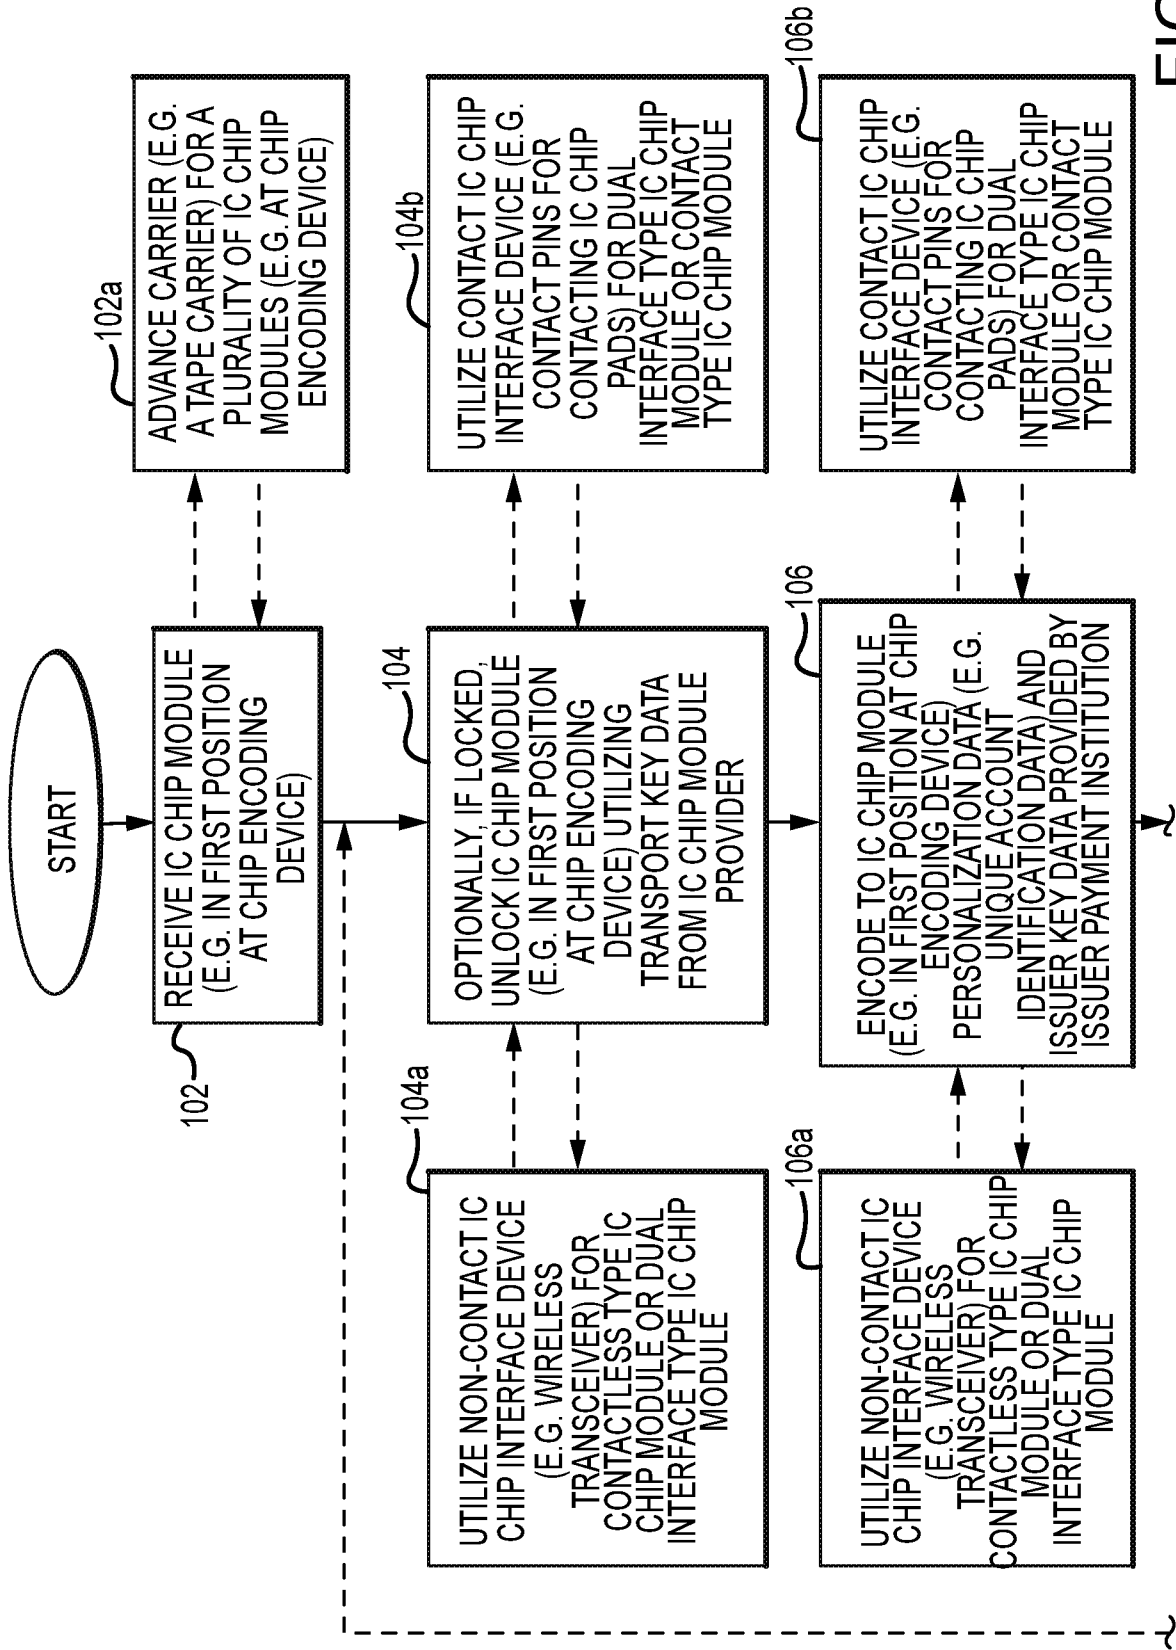 START
102
RECEIVE IC CHIP MODULE
(E.G. IN FIRST POSITION
AT CHIP ENCODING
DEVICE)
102a
ADVANCE CARRIER (E.G.
A TAPE CARRIER) FOR A
PLURALITY OF IC CHIP
MODULES (E.G. AT CHIP
ENCODING DEVICE)
104a
UTILIZE NON-CONTACT IC
CHIP INTERFACE DEVICE
(E.G. WIRELESS
TRANSCEIVER) FOR
CONTACTLESS TYPE IC
CHIP MODULE OR DUAL
INTERFACE TYPE IC CHIP
MODULE
104
OPTIONALLY, IF LOCKED,
UNLOCK IC CHIP MODULE
(E.G. IN FIRST POSITION
AT CHIP ENCODING
DEVICE) UTILIZING
TRANSPORT KEY DATA
FROM IC CHIP MODULE
PROVIDER
104b
UTILIZE CONTACT IC CHIP
INTERFACE DEVICE (E.G.
CONTACT PINS FOR
CONTACTING IC CHIP
PADS) FOR DUAL
INTERFACE TYPE IC CHIP
MODULE OR CONTACT
TYPE IC CHIP MODULE
106a
UTILIZE NON-CONTACT IC
CHIP INTERFACE DEVICE
(E.G. WIRELESS
TRANSCEIVER) FOR
CONTACTLESS TYPE IC CHIP
MODULE OR DUAL
INTERFACE TYPE IC CHIP
MODULE
106
ENCODE TO IC CHIP MODULE
(E.G. IN FIRST POSITION AT CHIP
ENCODING DEVICE)
PERSONALIZATION DATA (E.G.
UNIQUE ACCOUNT
IDENTIFICATION DATA) AND
ISSUER KEY DATA PROVIDED BY
ISSUER PAYMENT INSTITUTION
106b
UTILIZE CONTACT IC CHIP
INTERFACE DEVICE (E.G.
CONTACT PINS FOR
CONTACTING IC CHIP
PADS) FOR DUAL
INTERFACE TYPE IC CHIP
MODULE OR CONTACT
TYPE IC CHIP MODULE